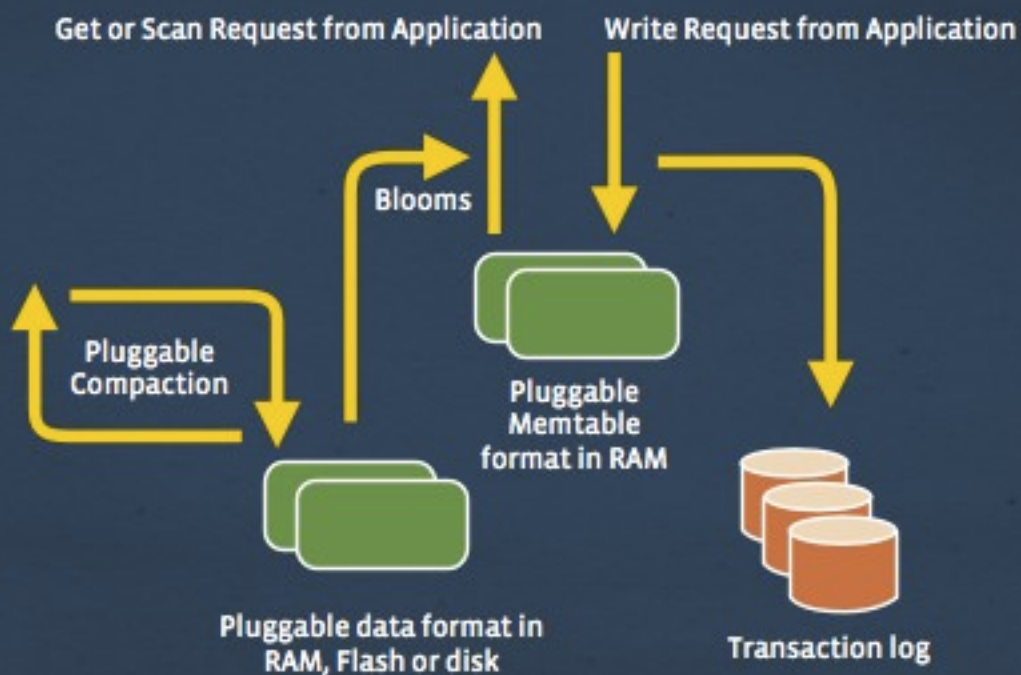 Get or Scan Request from Application
Write Request from Application
Blooms
Pluggable
Compaction
Pluggable
Memtable
format in RAM
Pluggable data format in
RAM, Flash or disk
Transaction log